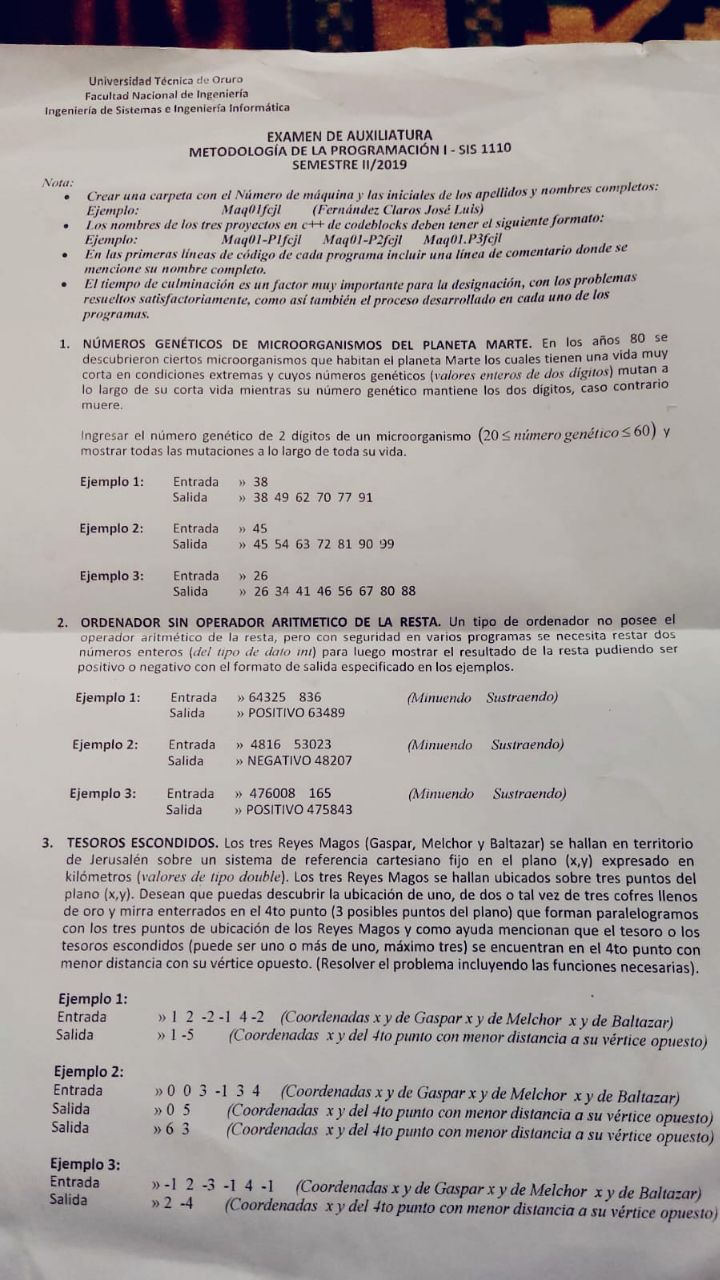 Universidad Técnica de Oruro
Facultad Nacional de Ingeniería
Ingeniería de Sistemas e Ingeniería Informática
EXAMEN DE AUXILIATURA
METODOLOGÍA DE LA PROGRAMACIÓN I - SIS 1110
SEMESTRE II/2019
Nota:
• Crear una carpeta con el Número de máquina y las iniciales de los apellidos y nombres completos:
Ejemplo: Maq01fcjl (Fernández Claros José Luis)
• Los nombres de los tres proyectos en c++ de codeblocks deben tener el siguiente formato:
Ejemplo: Maq01-P1fcjl Maq01-P2fcjl Maq01.P3fcjl
• En las primeras líneas de código de cada programa incluir una línea de comentario donde se
mencione su nombre completo.
• El tiempo de culminación es un factor muy importante para la designación, con los problemas
resueltos satisfactoriamente, como así también el proceso desarrollado en cada uno de los
programas.
1. NÚMEROS GENÉTICOS DE MICROORGANISMOS DEL PLANETA MARTE. En los años 80 se
descubrieron ciertos microorganismos que habitan el planeta Marte los cuales tienen una vida muy
corta en condiciones extremas y cuyos números genéticos (valores enteros de dos dígitos) mutan a
lo largo de su corta vida mientras su número genético mantiene los dos dígitos, caso contrario
muere.
Ingresar el número genético de 2 dígitos de un microorganismo (20 ≤ número genético ≤ 60) y
mostrar todas las mutaciones a lo largo de toda su vida.
Ejemplo 1: Entrada » 38
Salida » 38 49 62 70 77 91
Ejemplo 2: Entrada » 45
Salida » 45 54 63 72 81 90 99
Ejemplo 3: Entrada » 26
Salida » 26 34 41 46 56 67 80 88
2. ORDENADOR SIN OPERADOR ARITMETICO DE LA RESTA. Un tipo de ordenador no posee el
operador aritmético de la resta, pero con seguridad en varios programas se necesita restar dos
números enteros (del tipo de dato int) para luego mostrar el resultado de la resta pudiendo ser
positivo o negativo con el formato de salida especificado en los ejemplos.
Ejemplo 1: Entrada » 64325 836 (Minuendo Sustraendo)
Salida » POSITIVO 63489
Ejemplo 2: Entrada » 4816 53023 (Minuendo Sustraendo)
Salida » NEGATIVO 48207
Ejemplo 3: Entrada » 476008 165 (Minuendo Sustraendo)
Salida » POSITIVO 475843
3. TESOROS ESCONDIDOS. Los tres Reyes Magos (Gaspar, Melchor y Baltazar) se hallan en territorio
de Jerusalén sobre un sistema de referencia cartesiano fijo en el plano (x,y) expresado en
kilómetros (valores de tipo double). Los tres Reyes Magos se hallan ubicados sobre tres puntos del
plano (x,y). Desean que puedas descubrir la ubicación de uno, de dos o tal vez de tres cofres llenos
de oro y mirra enterrados en el 4to punto (3 posibles puntos del plano) que forman paralelogramos
con los tres puntos de ubicación de los Reyes Magos y como ayuda mencionan que el tesoro o los
tesoros escondidos (puede ser uno o más de uno, máximo tres) se encuentran en el 4to punto con
menor distancia con su vértice opuesto. (Resolver el problema incluyendo las funciones necesarias).
Ejemplo 1:
Entrada » 1 2 -2 -1 4 -2 (Coordenadas x y de Gaspar x y de Melchor x y de Baltazar)
Salida » 1 -5 (Coordenadas x y del 4to punto con menor distancia a su vértice opuesto)
Ejemplo 2:
Entrada » 0 0 3 -1 3 4 (Coordenadas x y de Gaspar x y de Melchor x y de Baltazar)
Salida » 0 5 (Coordenadas x y del 4to punto con menor distancia a su vértice opuesto)
Salida » 6 3 (Coordenadas x y del 4to punto con menor distancia a su vértice opuesto)
Ejemplo 3:
Entrada » -1 2 -3 -1 4 -1 (Coordenadas x y de Gaspar x y de Melchor x y de Baltazar)
Salida » 2 -4 (Coordenadas x y del 4to punto con menor distancia a su vértice opuesto)